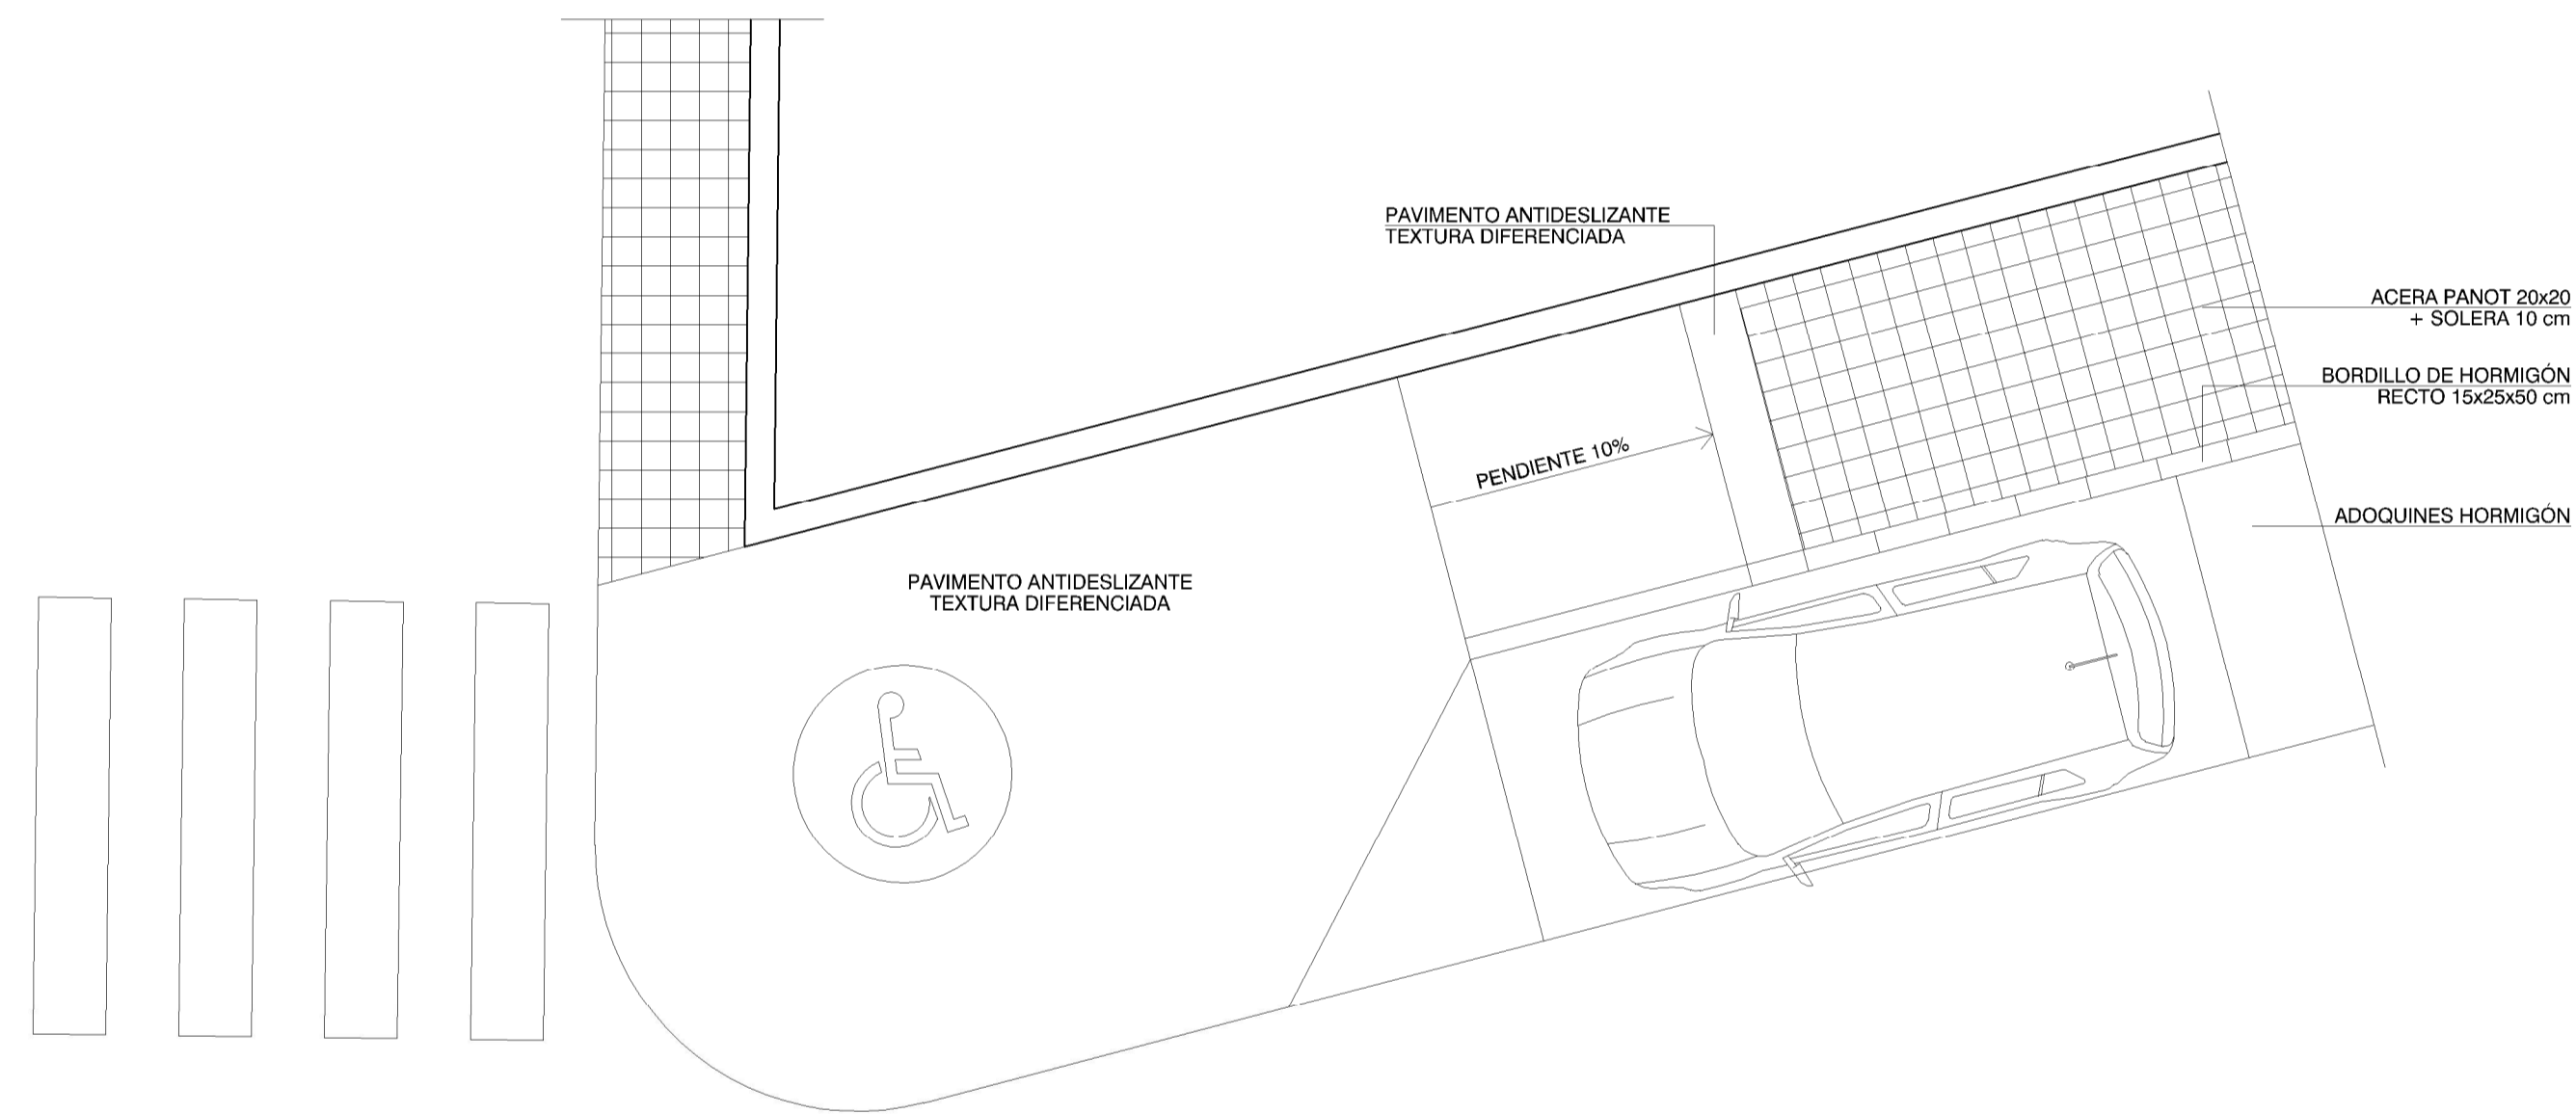 PAVIMENTO ANTIDESLIZANTE
TEXTURA DIFERENCIADA
ACERA PANOT 20x20
+ SOLERA 10 cm
BORDILLO DE HORMIGÓN
RECTO 15x25x50 cm
PENDIENTE 10%
ADOQUINES HORMIGÓN
PAVIMENTO ANTIDESLIZANTE
TEXTURA DIFERENCIADA